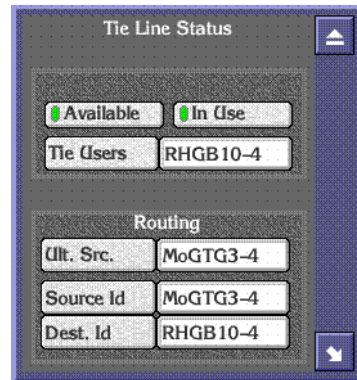 Tie Line Status
Available In Use
Tie Users RHGB10-4
Routing
Ult. Src. MoGTG3-4
Source Id MoGTG3-4
Dest. Id RHGB10-4